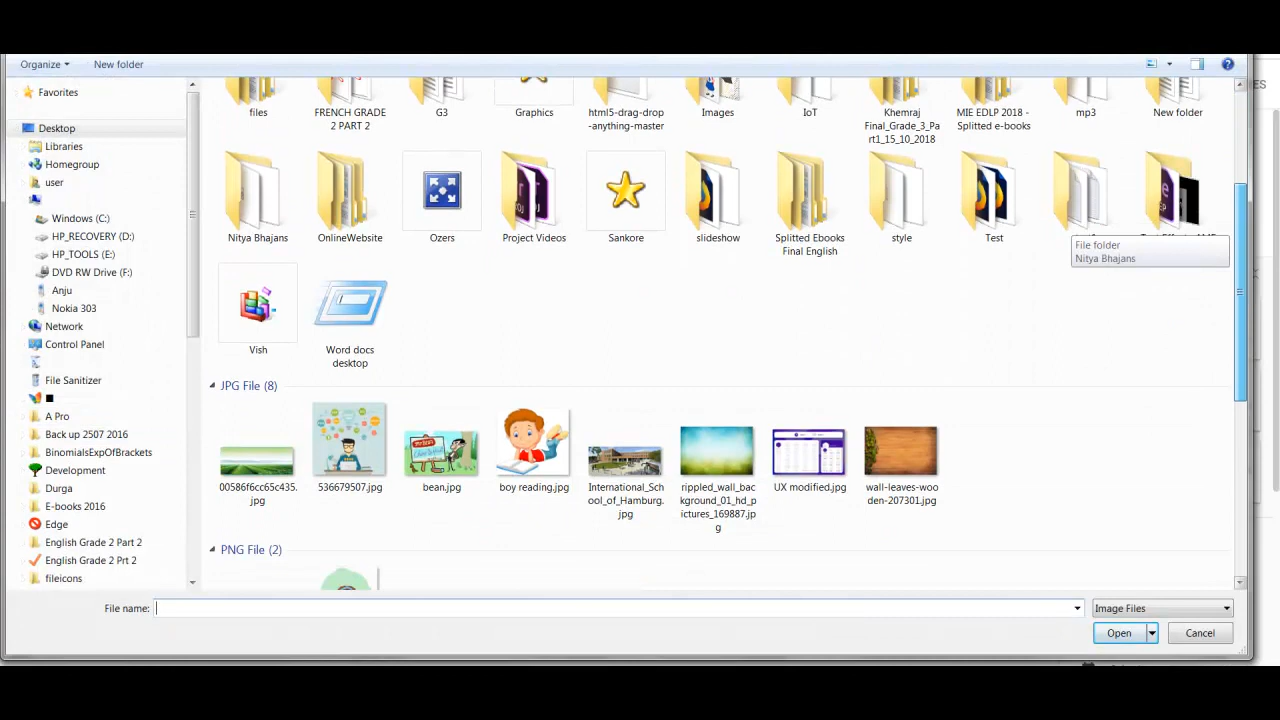 Organize
New folder
Favorites
Desktop
Libraries
Homegroup
user
Windows (C:)
HP_RECOVERY (D:)
HP_TOOLS (E:)
DVD RW Drive (F:)
Anju
Nokia 303
Network
Control Panel
File Sanitizer
A Pro
Back up 2507 2016
BinomialsExpOfBrackets
Development
Durga
E-books 2016
Edge
English Grade 2 Part 2
English Grade 2 Prt 2
fileicons
files
FRENCH GRADE
2 PART 2
G3
Graphics
html5-drag-drop
-anything-master
Images
IoT
Khemraj
Final_Grade_3_Pa
rt1_15_10_2018
MIE EDLP 2018 -
Splitted e-books
mp3
New folder
Nitya Bhajans
OnlineWebsite
Ozers
Project Videos
Sankore
slideshow
Splitted Ebooks
Final English
style
Test
File folder
Nitya Bhajans
Vish
Word docs
desktop
JPG File (8)
00586f6cc65c435.
jpg
536679507.jpg
bean.jpg
boy reading.jpg
International_Sch
ool_of_Hamburg.
jpg
rippled_wall_bac
kground_01_hd_p
ictures_169887.jp
g
UX modified.jpg
wall-leaves-woo
den-207301.jpg
PNG File (2)
File name:
Image Files
Open
Cancel